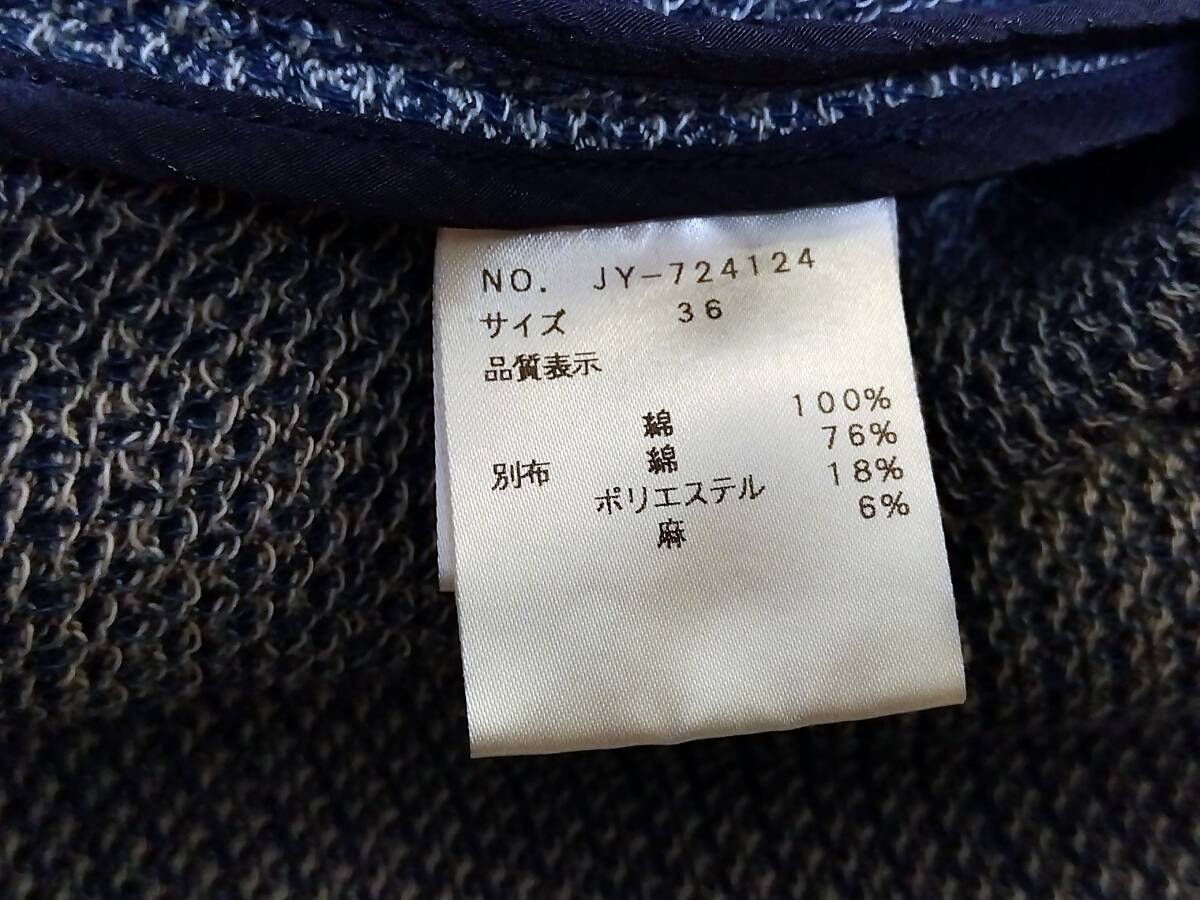 NO. JY-724124
サイズ 36
品質表示
綿 100%
別布 綿 76%
ポリエステル 18%
麻 6%